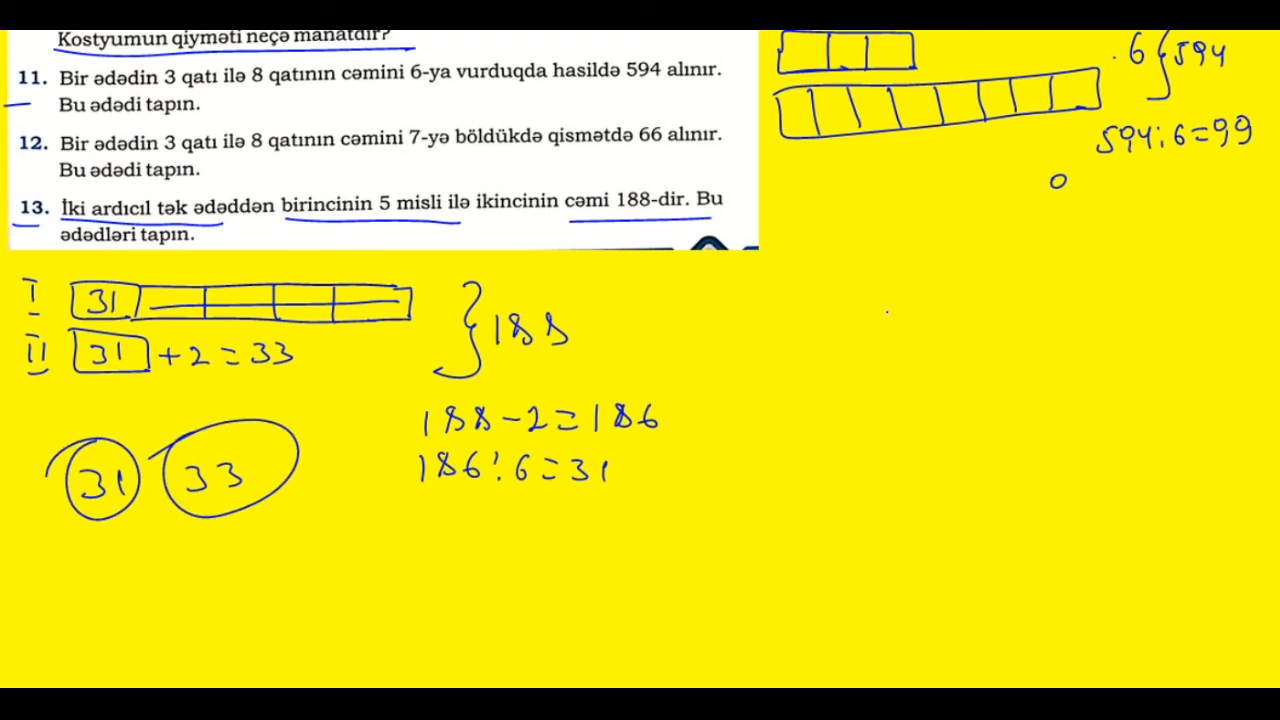 Kostyumun qiyməti neçə manatdır?
11. Bir ədədin 3 qatı ilə 8 qatının cəmini 6-ya vurduqda hasildə 594 alınır.
Bu ədədi tapın.
12. Bir ədədin 3 qatı ilə 8 qatının cəmini 7-yə böldükdə qismətdə 66 alınır.
Bu ədədi tapın.
13. İki ardıcıl tək ədəddən birincinin 5 misli ilə ikincinin cəmi 188-dir. Bu
ədədləri tapın.
· 6 } 594
594 : 6 = 99
I 31
II 31 + 2 = 33
} 188
188 - 2 = 186
186 : 6 = 31
31 33